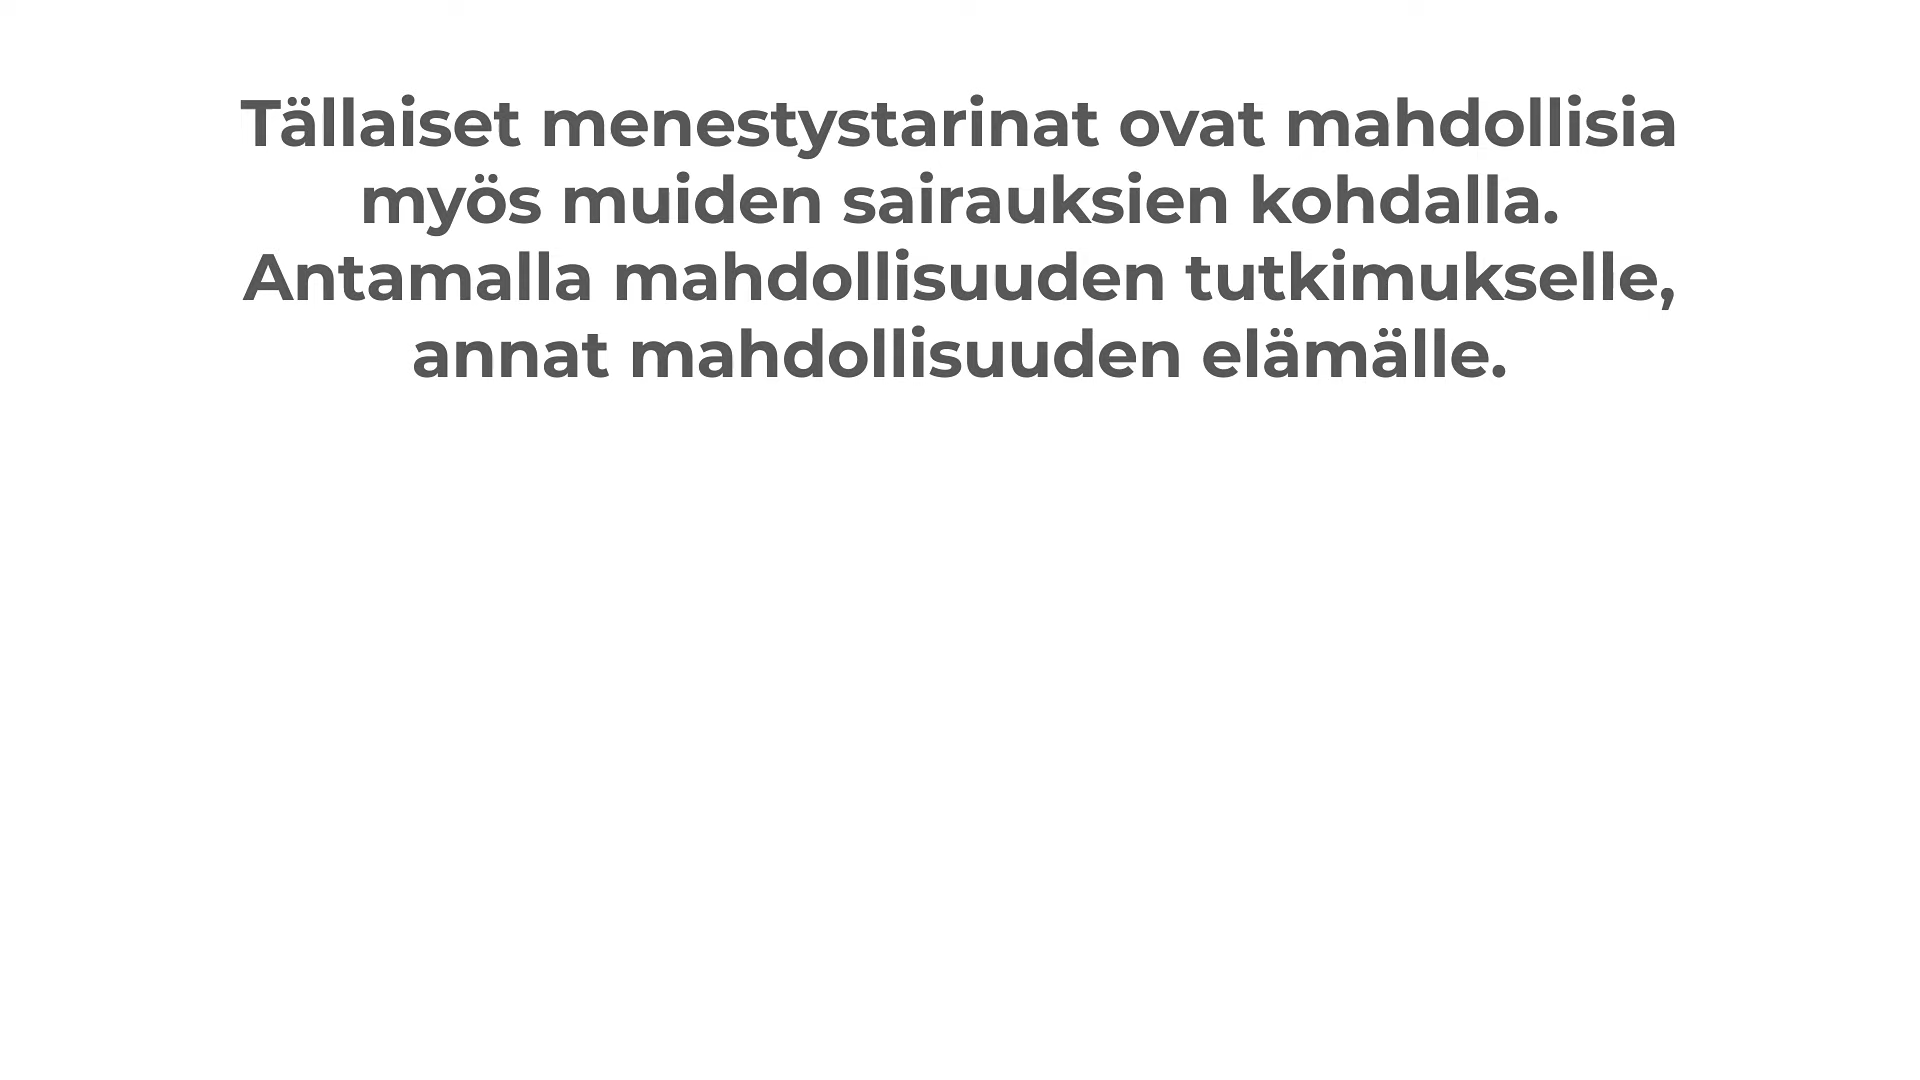 Tällaiset menestystarinat ovat mahdollisia
myös muiden sairauksien kohdalla.
Antamalla mahdollisuuden tutkimukselle,
annat mahdollisuuden elämälle.